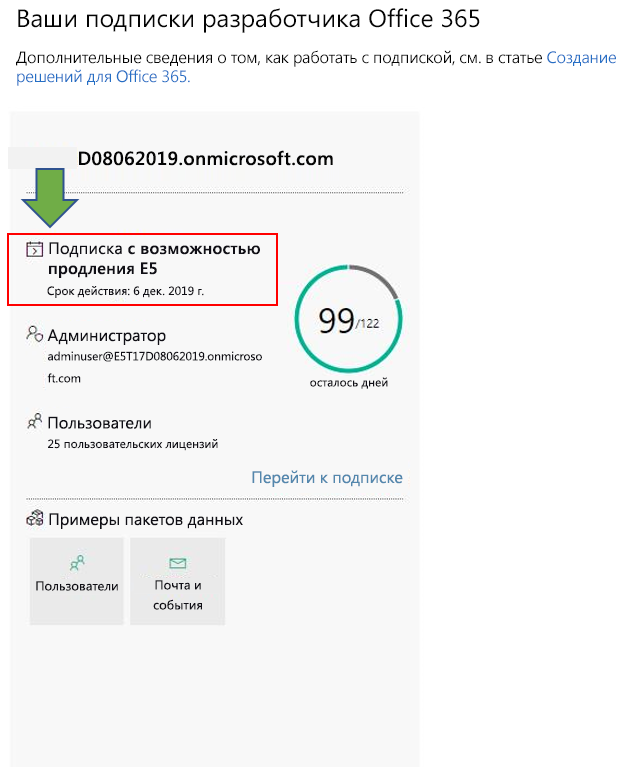 Ваши подписки разработчика Office 365
Дополнительные сведения о том, как работать с подпиской, см. в статье Создание
решений для Office 365.
D08062019.onmicrosoft.com
Подписка с возможностью
продления E5
Срок действия: 6 дек. 2019 г.
99/122
осталось дней
Администратор
adminuser@E5T17D08062019.onmicroso
ft.com
Пользователи
25 пользовательских лицензий
Перейти к подписке
Примеры пакетов данных
Пользователи
Почта и
события